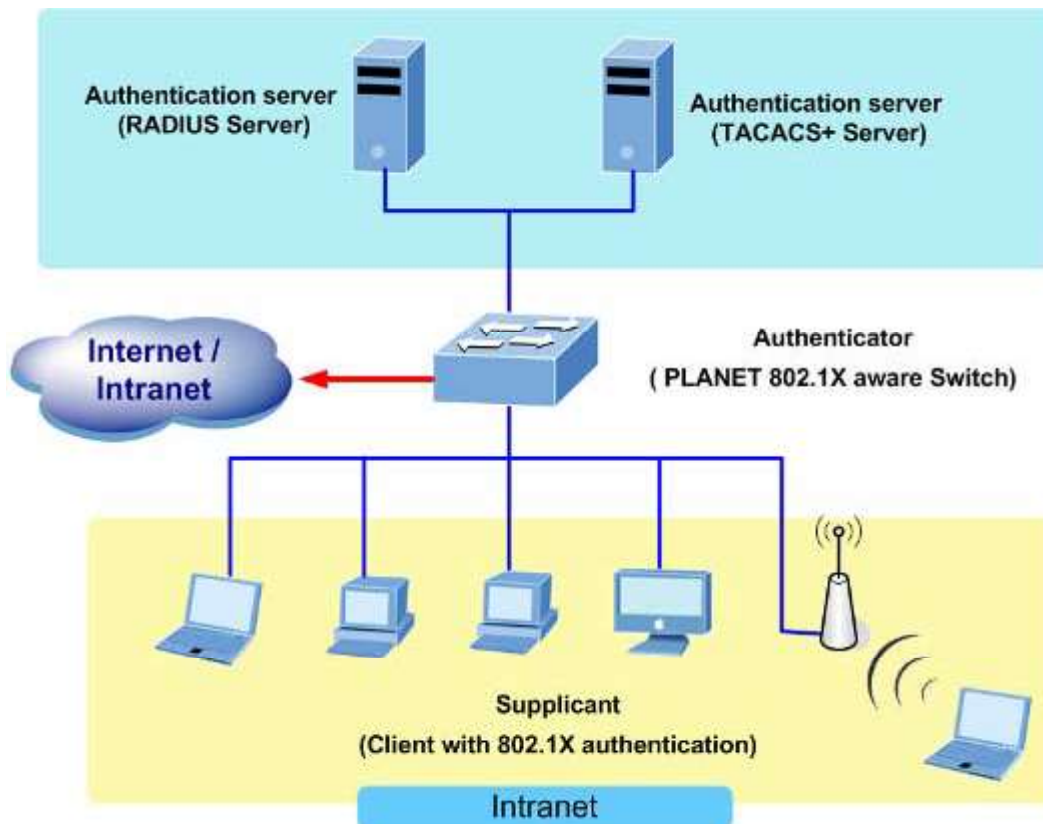 Authentication server
(RADIUS Server)
Authentication server
(TACACS+ Server)
Internet /
Intranet
Authenticator
( PLANET 802.1X aware Switch)
Supplicant
(Client with 802.1X authentication)
Intranet